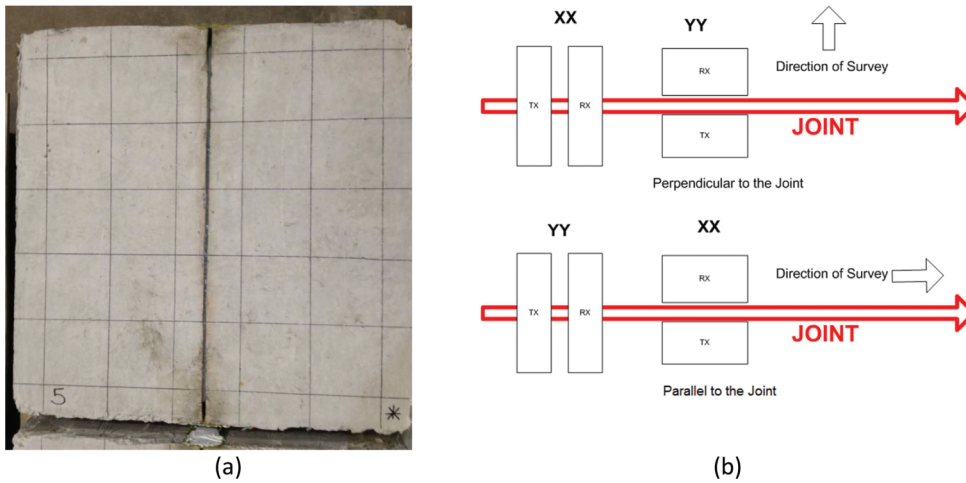 5
*
(a)
XX
YY
TX
RX
RX
TX
Direction of Survey
JOINT
Perpendicular to the Joint
YY
XX
TX
RX
RX
TX
Direction of Survey
JOINT
Parallel to the Joint
(b)